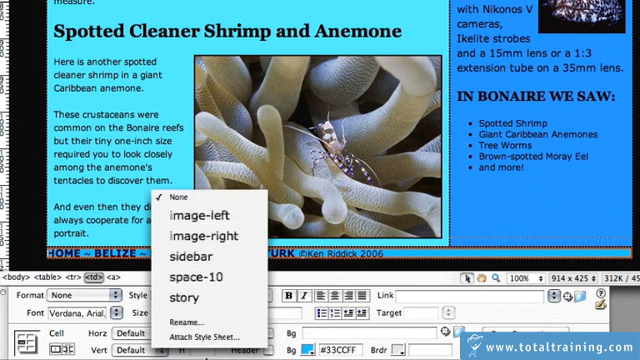 measure.
with Nikonos V
cameras,
Ikelite strobes
and a 15mm lens or a 1:3
extension tube on a 35mm lens.
Spotted Cleaner Shrimp and Anemone
Here is another spotted
cleaner shrimp in a giant
Caribbean anemone.
These crustaceans were
common on the Bonaire reefs
but their tiny one-inch size
required you to look closely
among the anemone's
tentacles to discover them.
And even then they di
always cooperate for a
portrait.
IN BONAIRE WE SAW:
Spotted Shrimp
Giant Caribbean Anemones
Tree Worms
Brown-spotted Moray Eel
and more!
HOME ~ BELIZE ~ TURK ©Ken Riddick 2006
None
image-left
image-right
sidebar
space-10
story
Rename...
Attach Style Sheet...
<body> <table> <tr> <td> <a>
100% 914 x 425 312K / 45
Format None Style B I Link
Font Verdana, Arial, Target
Cell Horz Default Bg
Vert Default Header Bg #33CCFF Brdr
www.totaltraining.com